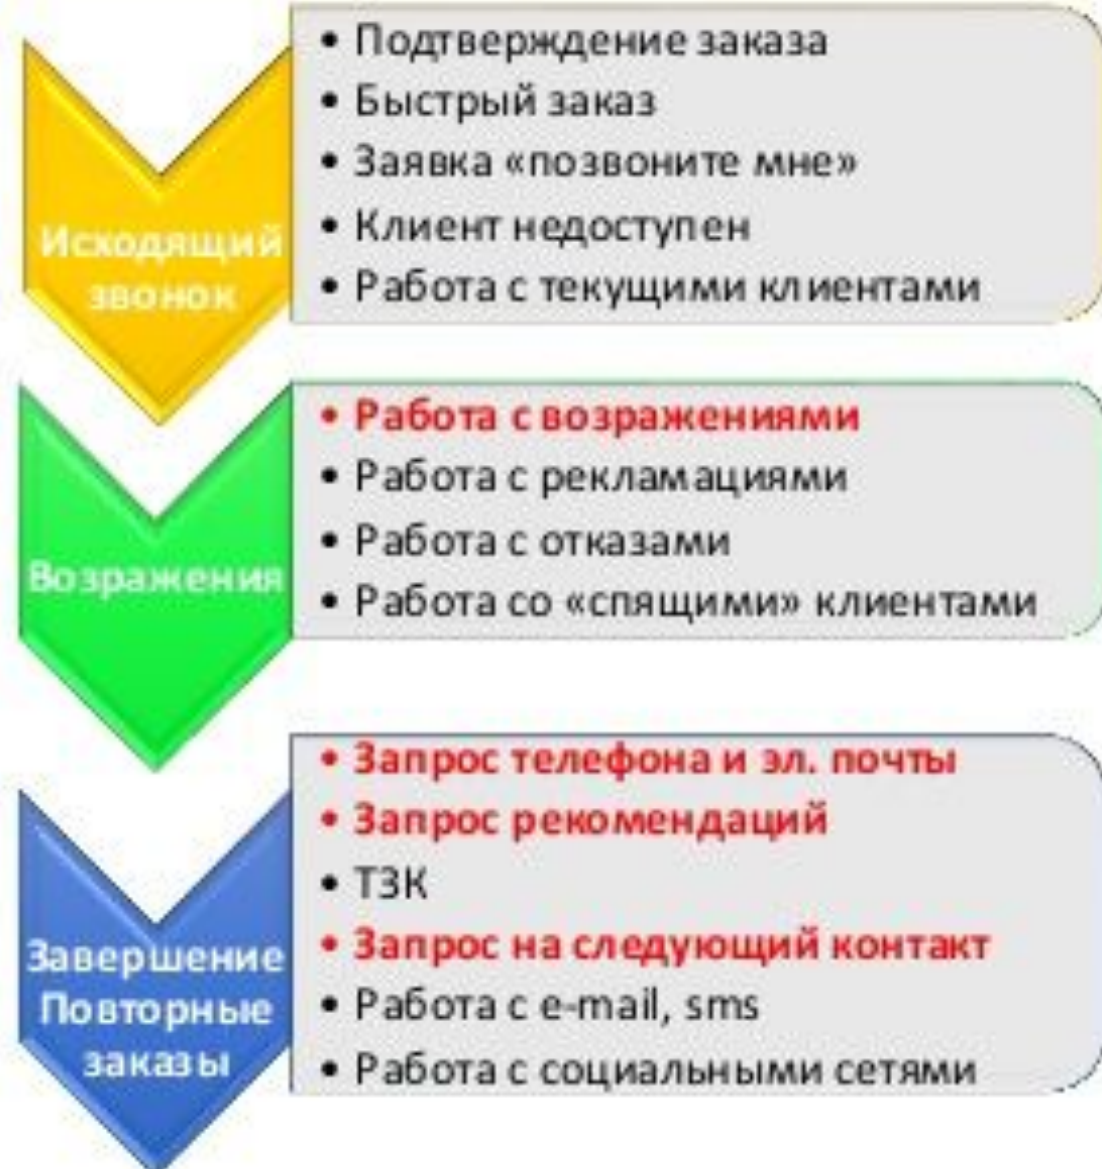 Исходящий
звонок
• Подтверждение заказа
• Быстрый заказ
• Заявка «позвоните мне»
• Клиент недоступен
• Работа с текущими клиентами
Возражения
• Работа с возражениями
• Работа с рекламациями
• Работа с отказами
• Работа со «спящими» клиентами
Завершение
Повторные
заказы
• Запрос телефона и эл. почты
• Запрос рекомендаций
• ТЗК
• Запрос на следующий контакт
• Работа с e-mail, sms
• Работа с социальными сетями